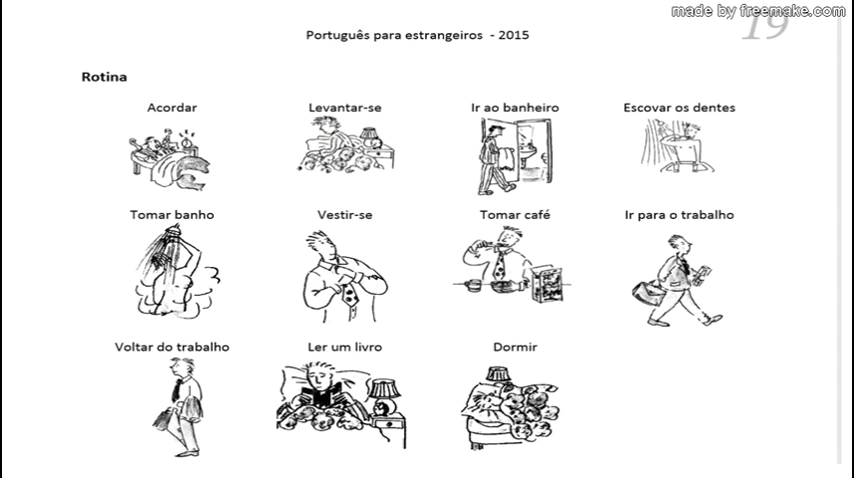 made by freemake.com
19
Português para estrangeiros - 2015
Rotina
Acordar
Levantar-se
Ir ao banheiro
Escovar os dentes
Tomar banho
Vestir-se
Tomar café
Ir para o trabalho
Voltar do trabalho
Ler um livro
Dormir